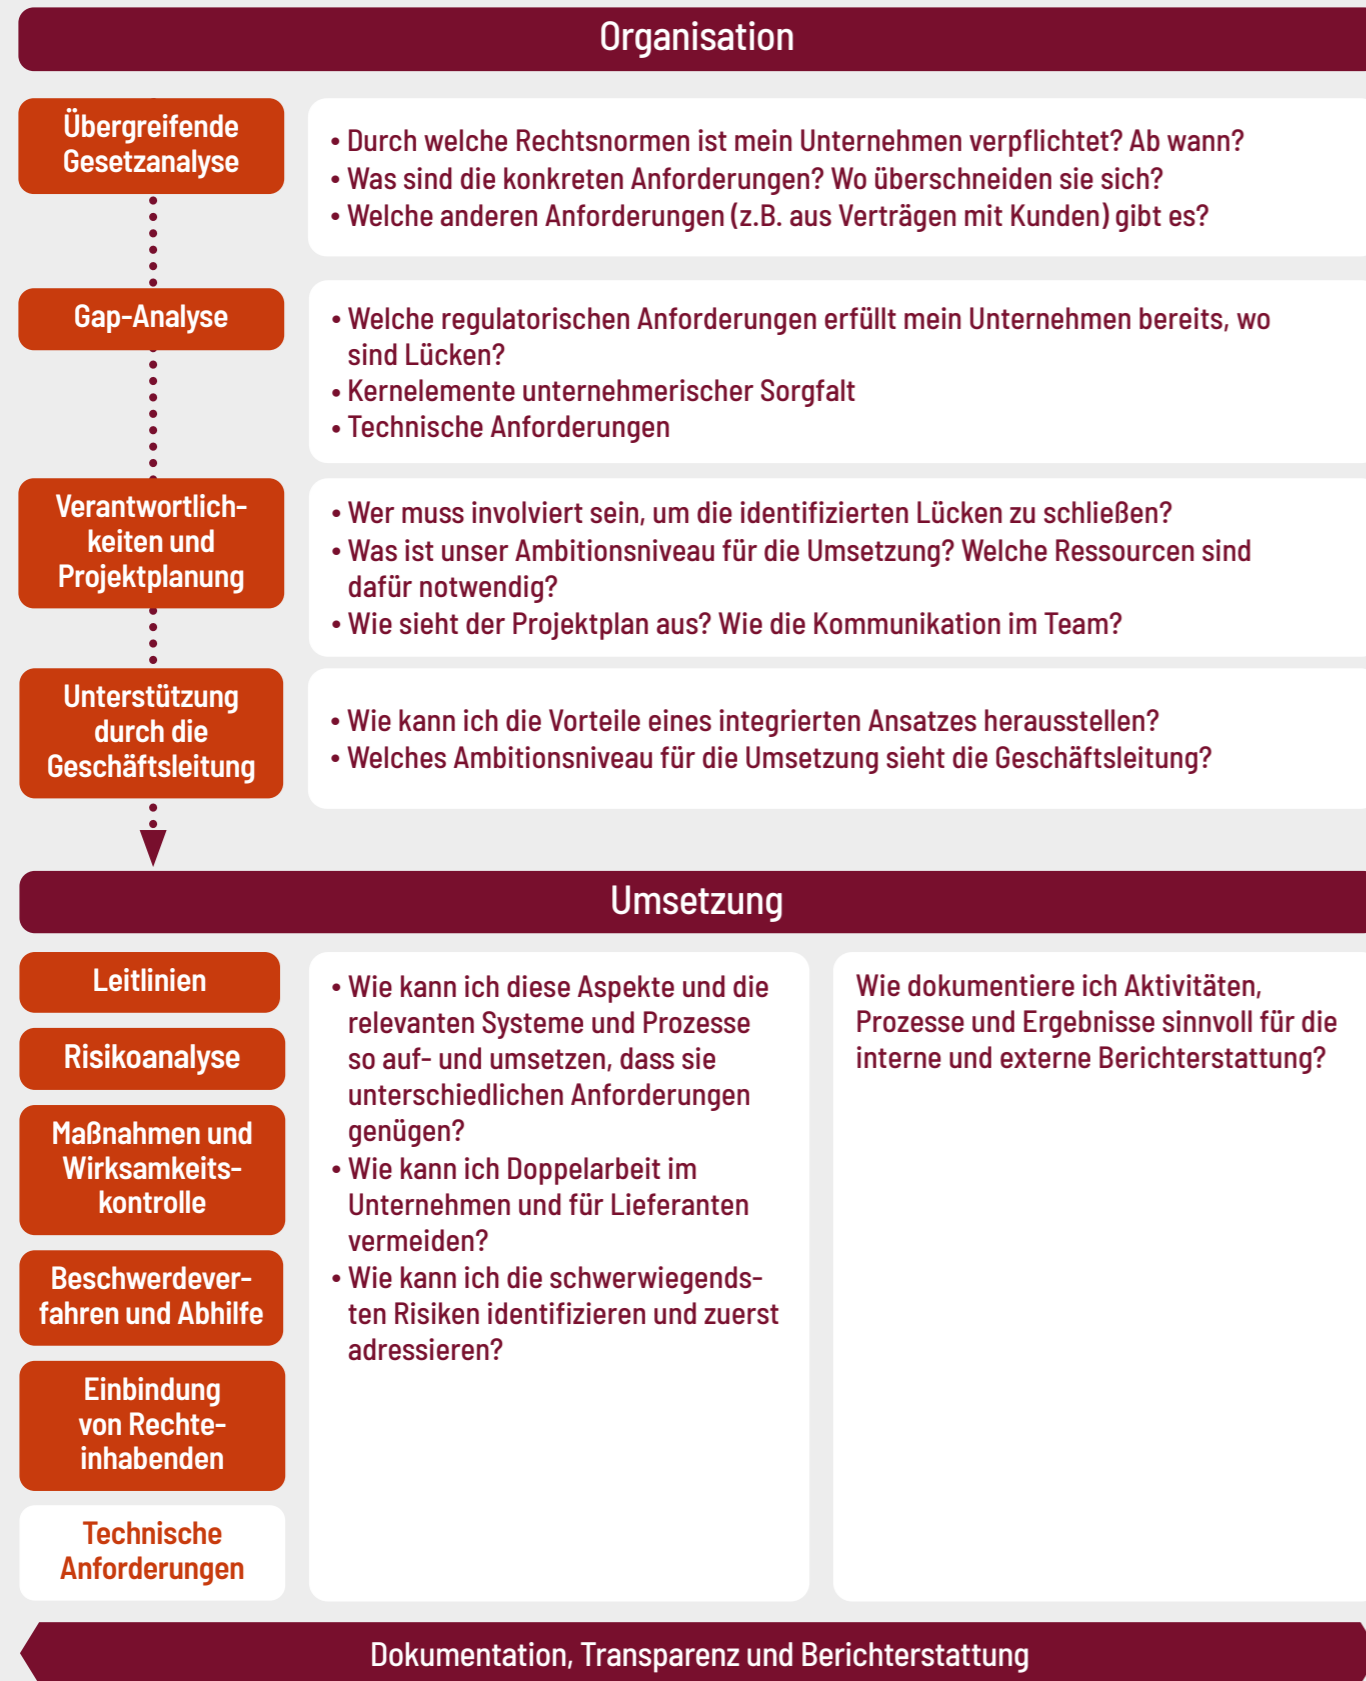 Organisation
Übergreifende
Gesetzanalyse
• Durch welche Rechtsnormen ist mein Unternehmen verpflichtet? Ab wann?
• Was sind die konkreten Anforderungen? Wo überschneiden sie sich?
• Welche anderen Anforderungen (z.B. aus Verträgen mit Kunden) gibt es?
Gap-Analyse
• Welche regulatorischen Anforderungen erfüllt mein Unternehmen bereits, wo
sind Lücken?
• Kernelemente unternehmerischer Sorgfalt
• Technische Anforderungen
Verantwortlich-
keiten und
Projektplanung
• Wer muss involviert sein, um die identifizierten Lücken zu schließen?
• Was ist unser Ambitionsniveau für die Umsetzung? Welche Ressourcen sind
dafür notwendig?
• Wie sieht der Projektplan aus? Wie die Kommunikation im Team?
Unterstützung
durch die
Geschäftsleitung
• Wie kann ich die Vorteile eines integrierten Ansatzes herausstellen?
• Welches Ambitionsniveau für die Umsetzung sieht die Geschäftsleitung?
Umsetzung
Leitlinien
Risikoanalyse
Maßnahmen und
Wirksamkeits-
kontrolle
Beschwerdever-
fahren und Abhilfe
Einbindung
von Rechte-
inhabenden
Technische
Anforderungen
• Wie kann ich diese Aspekte und die
relevanten Systeme und Prozesse
so auf- und umsetzen, dass sie
unterschiedlichen Anforderungen
genügen?
• Wie kann ich Doppelarbeit im
Unternehmen und für Lieferanten
vermeiden?
• Wie kann ich die schwerwiegends-
ten Risiken identifizieren und zuerst
adressieren?
Wie dokumentiere ich Aktivitäten,
Prozesse und Ergebnisse sinnvoll für die
interne und externe Berichterstattung?
Dokumentation, Transparenz und Berichterstattung